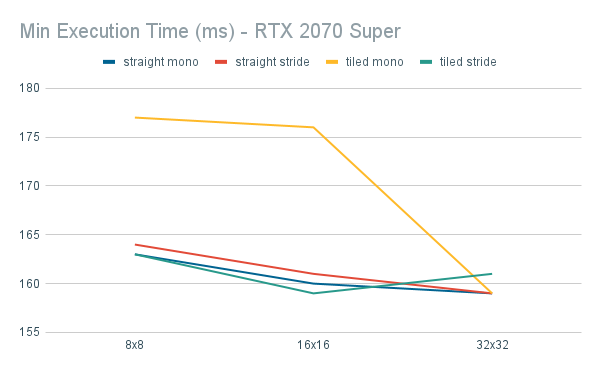 Min Execution Time (ms) - RTX 2070 Super
straight mono straight stride tiled mono tiled stride
180
175
170
165
160
155
8x8 16x16 32x32